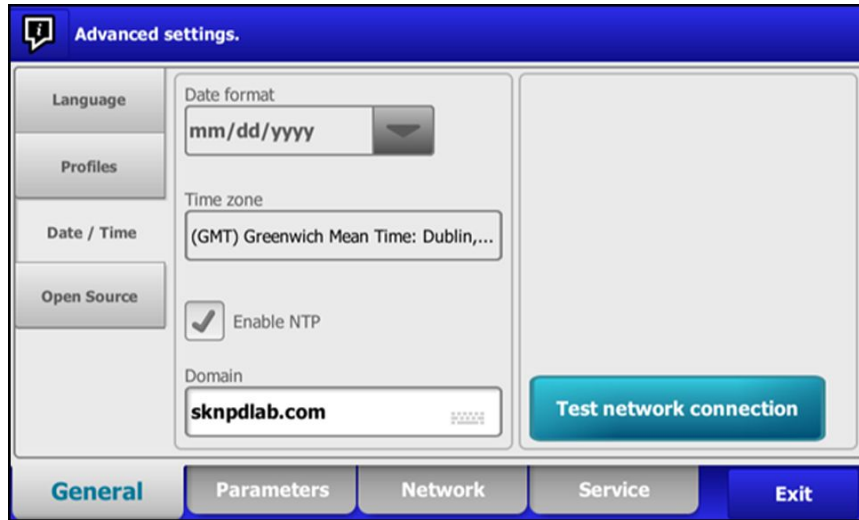 Advanced settings.
Language
Profiles
Date / Time
Open Source
Date format
mm/dd/yyyy
Time zone
(GMT) Greenwich Mean Time: Dublin,...
Enable NTP
Domain
sknpdlab.com
Test network connection
General
Parameters
Network
Service
Exit